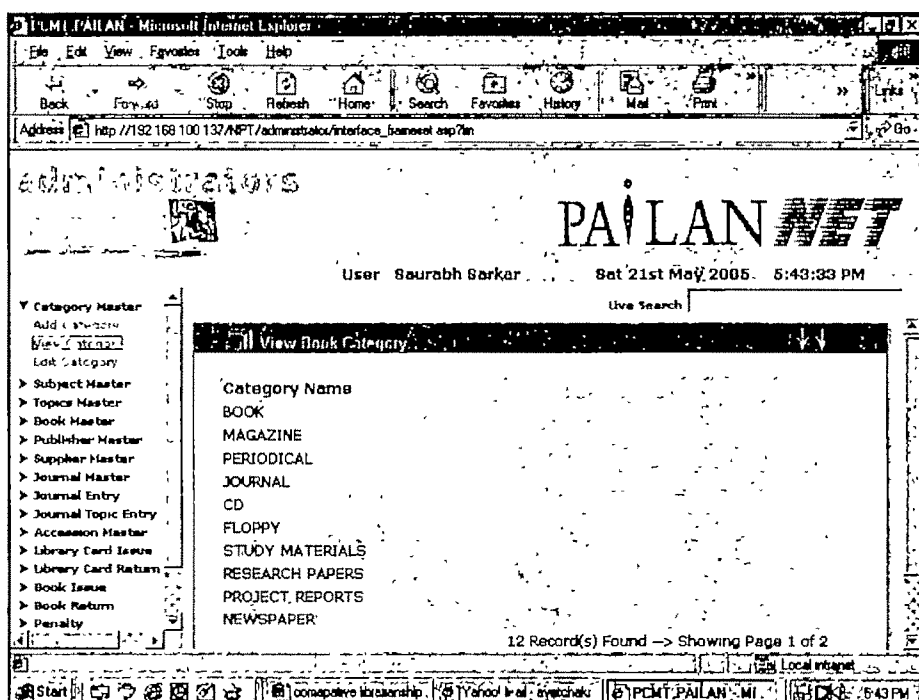 PCMT, PAILAN - Microsoft Internet Explorer
File Edit View Favorites Tools Help
Back Forward Stop Refresh Home Search Favorites History Mail Print Links
Address http //192 168 100 137/NPT/administrator/interface_frameset asp?lm Go
administrators
PAILAN NET
User Saurabh Sarkar Sat 21st May 2005 5:43:33 PM
Live Search
Category Master
Add Category
View Category
Edit Category
Subject Master
Topics Master
Book Master
Publisher Master
Supplier Master
Journal Master
Journal Entry
Journal Topic Entry
Accession Master
Library Card Issue
Library Card Return
Book Issue
Book Return
Penalty
View Book Category
Category Name
BOOK
MAGAZINE
PERIODICAL
JOURNAL
CD
FLOPPY
STUDY MATERIALS
RESEARCH PAPERS
PROJECT REPORTS
NEWSPAPER
12 Record(s) Found --> Showing Page 1 of 2
Local intranet
Start Yahoo! PCMT, PAILAN - MI 5:43 PM